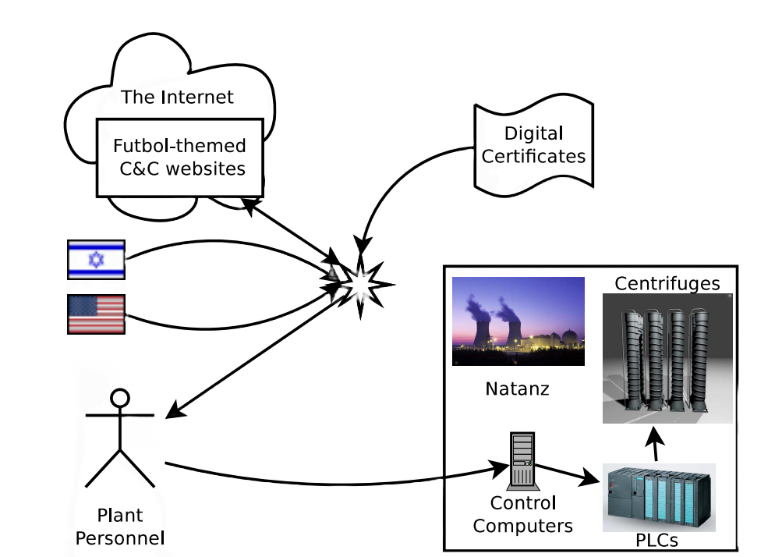 The Internet
Futbol-themed
C&C websites
Digital
Certificates
Centrifuges
Natanz
Control
Computers
PLCs
Plant
Personnel